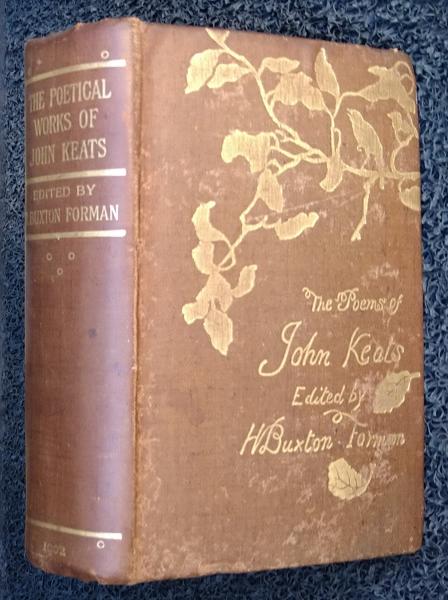 THE POETICAL
WORKS OF
JOHN KEATS
EDITED BY
BUXTON FORMAN
1902
The Poems of
John Keats
Edited by
H Buxton Forman